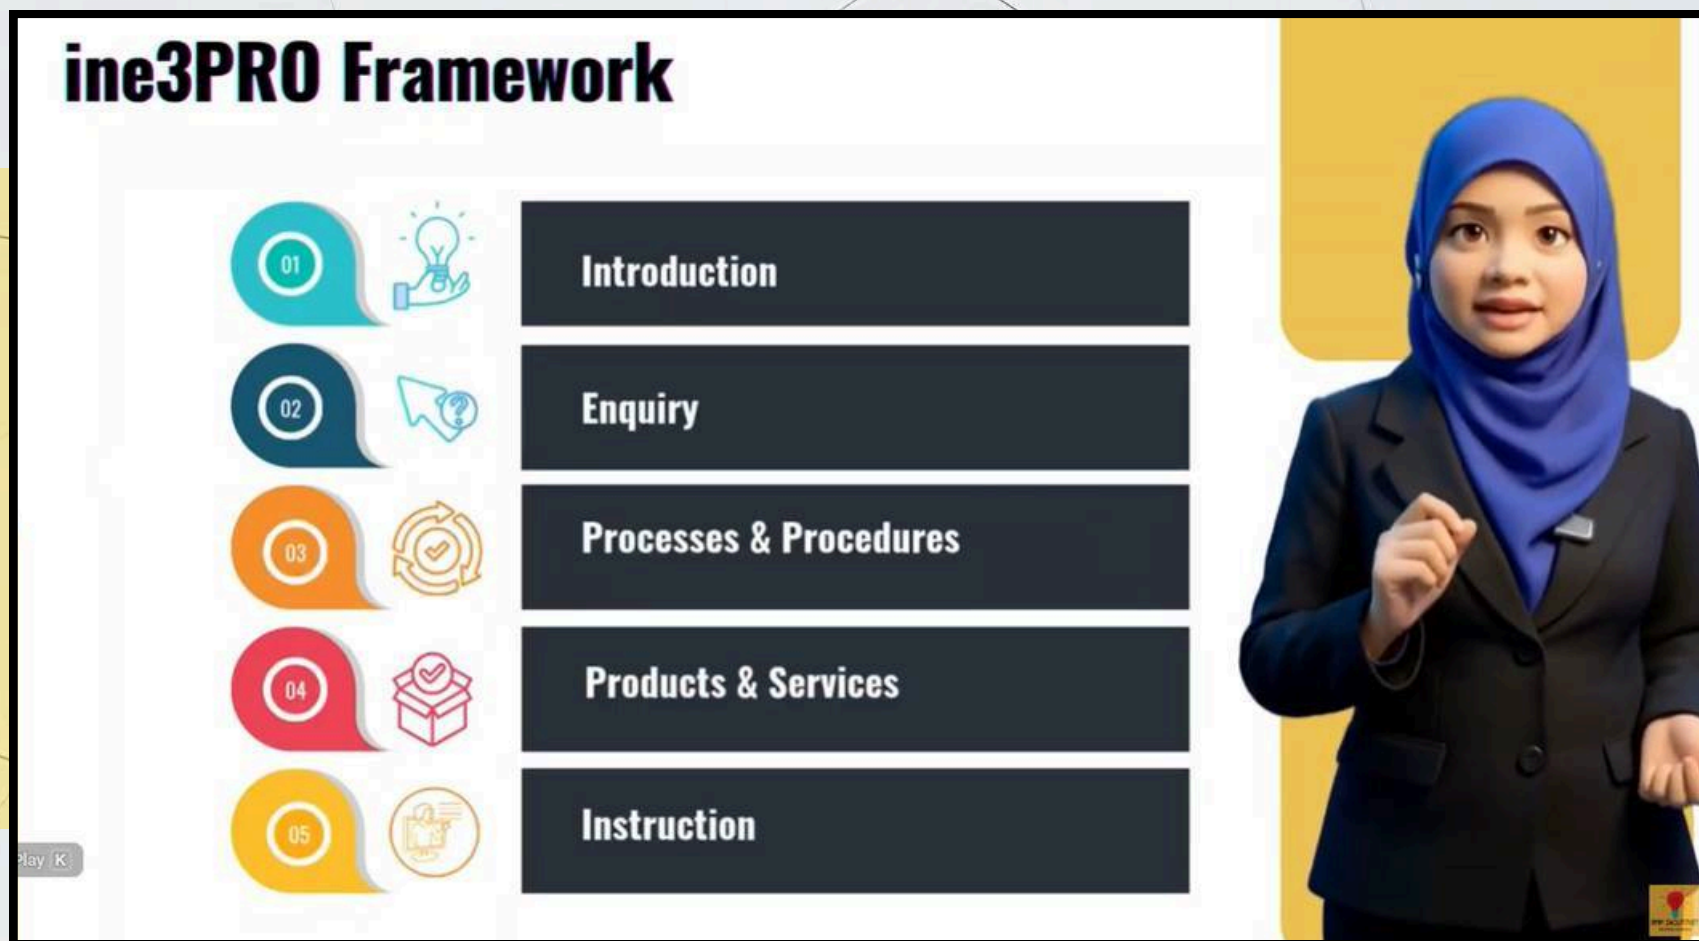 ine3PRO Framework
01
Introduction
02
Enquiry
03
Processes & Procedures
04
Products & Services
05
Instruction
Play K